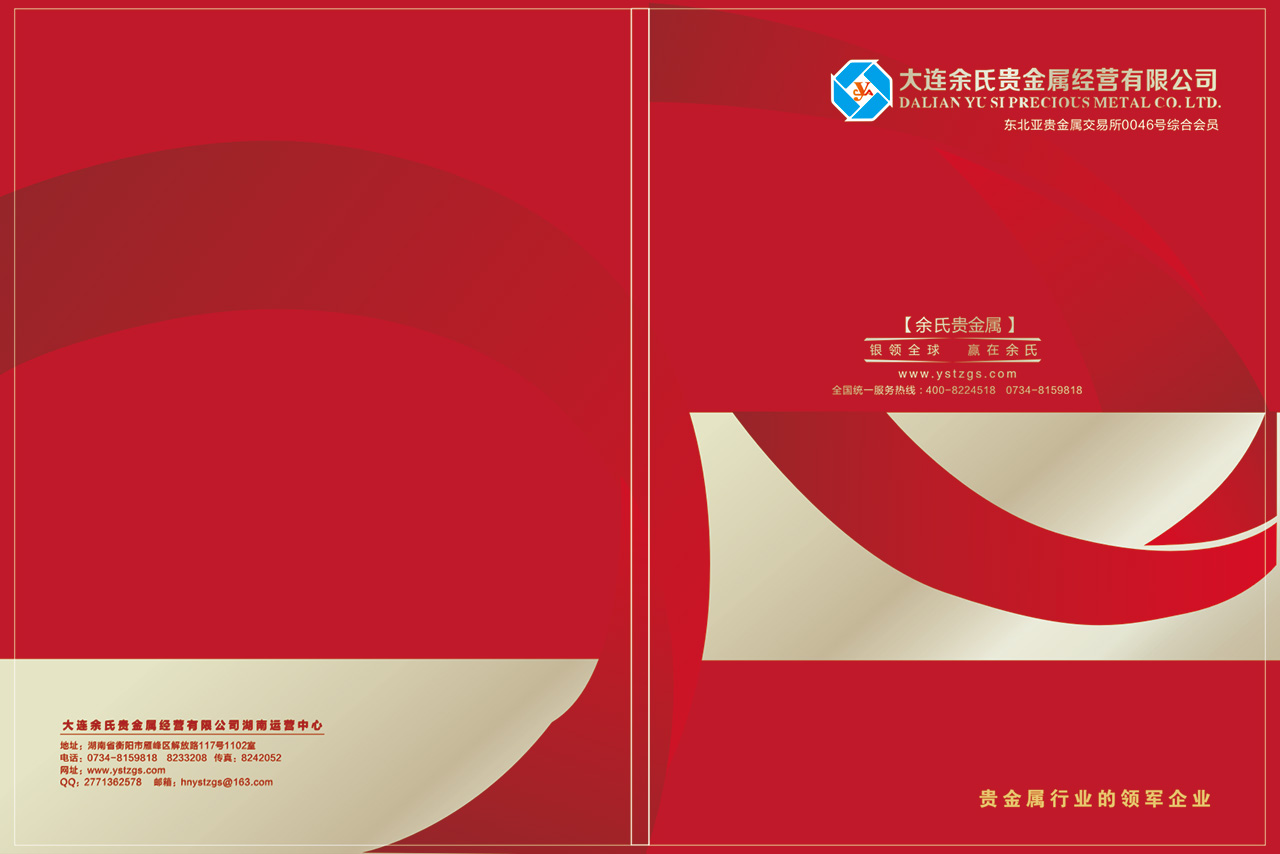 大连余氏贵金属经营有限公司
DALIAN YU SI PRECIOUS METAL CO. LTD.
东北亚贵金属交易所0046号综合会员
【余氏贵金属】
银领全球 赢在余氏
www.ystzgs.com
全国统一服务热线：400-8224518 0734-8159818
贵金属行业的领军企业
大连余氏贵金属经营有限公司湖南运营中心
地址：湖南省衡阳市雁峰区解放路117号1102室
电话：0734-8159818 8233208 传真：8242052
网址：www.ystzgs.com
QQ：2771362578 邮箱：hnystzgs@163.com